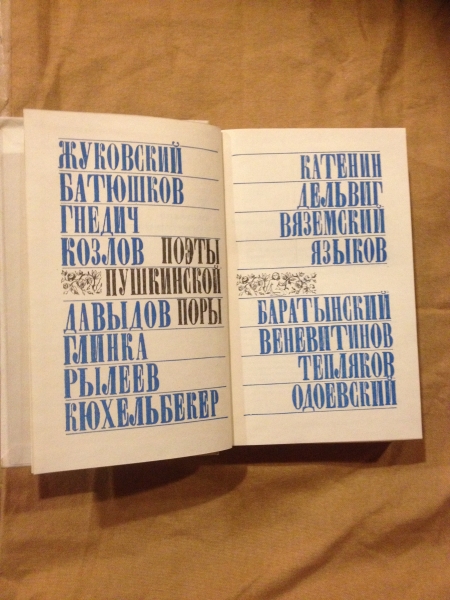 ЖУКОВСКИЙ
БАТЮШКОВ
ГНЕДИЧ
КОЗЛОВ ПОЭТЫ
ПУШКИНСКОЙ
ДАВЫДОВ ПОРЫ
ГЛИНКА
РЫЛЕЕВ
КЮХЕЛЬБЕКЕР
КАТЕНИН
ДЕЛЬВИГ
ВЯЗЕМСКИЙ
ЯЗЫКОВ
БАРАТЫНСКИЙ
ВЕНЕВИТИНОВ
ТЕПЛЯКОВ
ОДОЕВСКИЙ